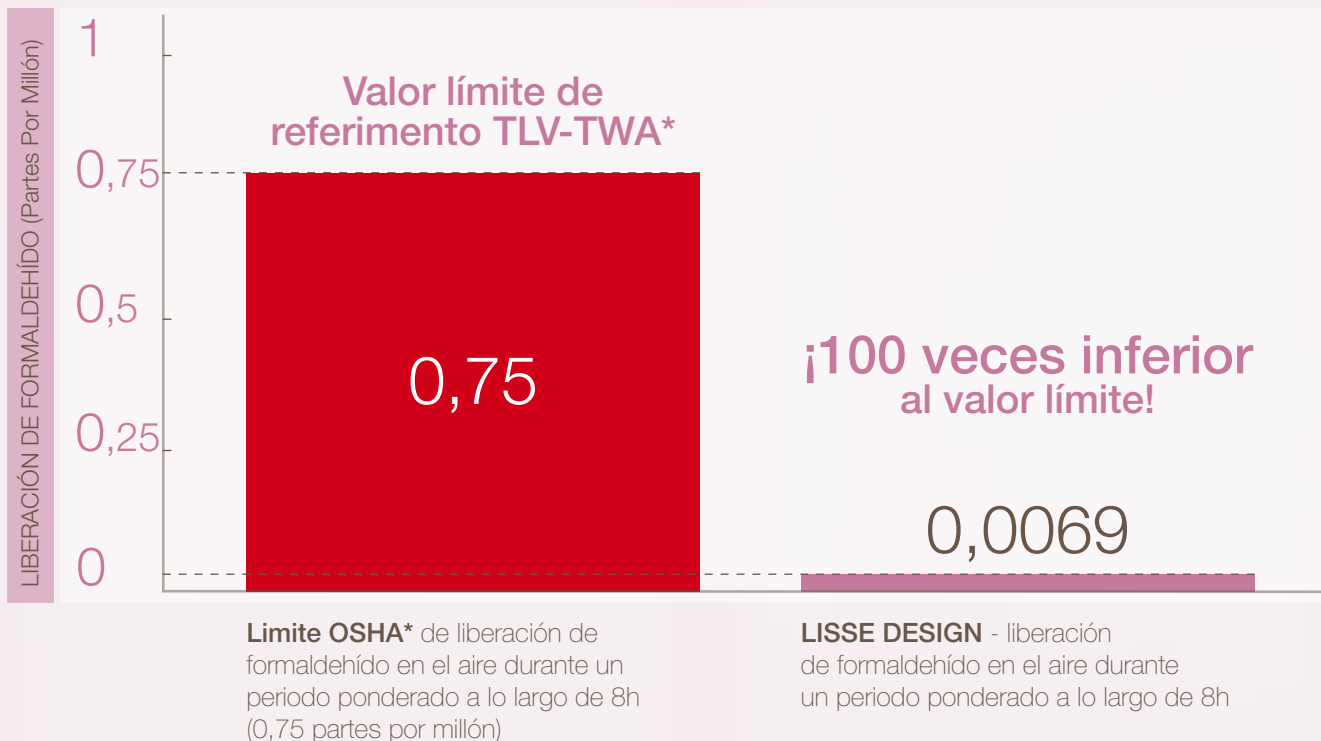 LIBERACIÓN DE FORMALDEHÍDO (Partes Por Millón)
1
0,75
0,5
0,25
0
Valor límite de
referimento TLV-TWA*
0,75
¡100 veces inferior
al valor límite!
0,0069
Limite OSHA* de liberación de
formaldehído en el aire durante un
periodo ponderado a lo largo de 8h
(0,75 partes por millón)
LISSE DESIGN - liberación
de formaldehído en el aire durante
un periodo ponderado a lo largo de 8h